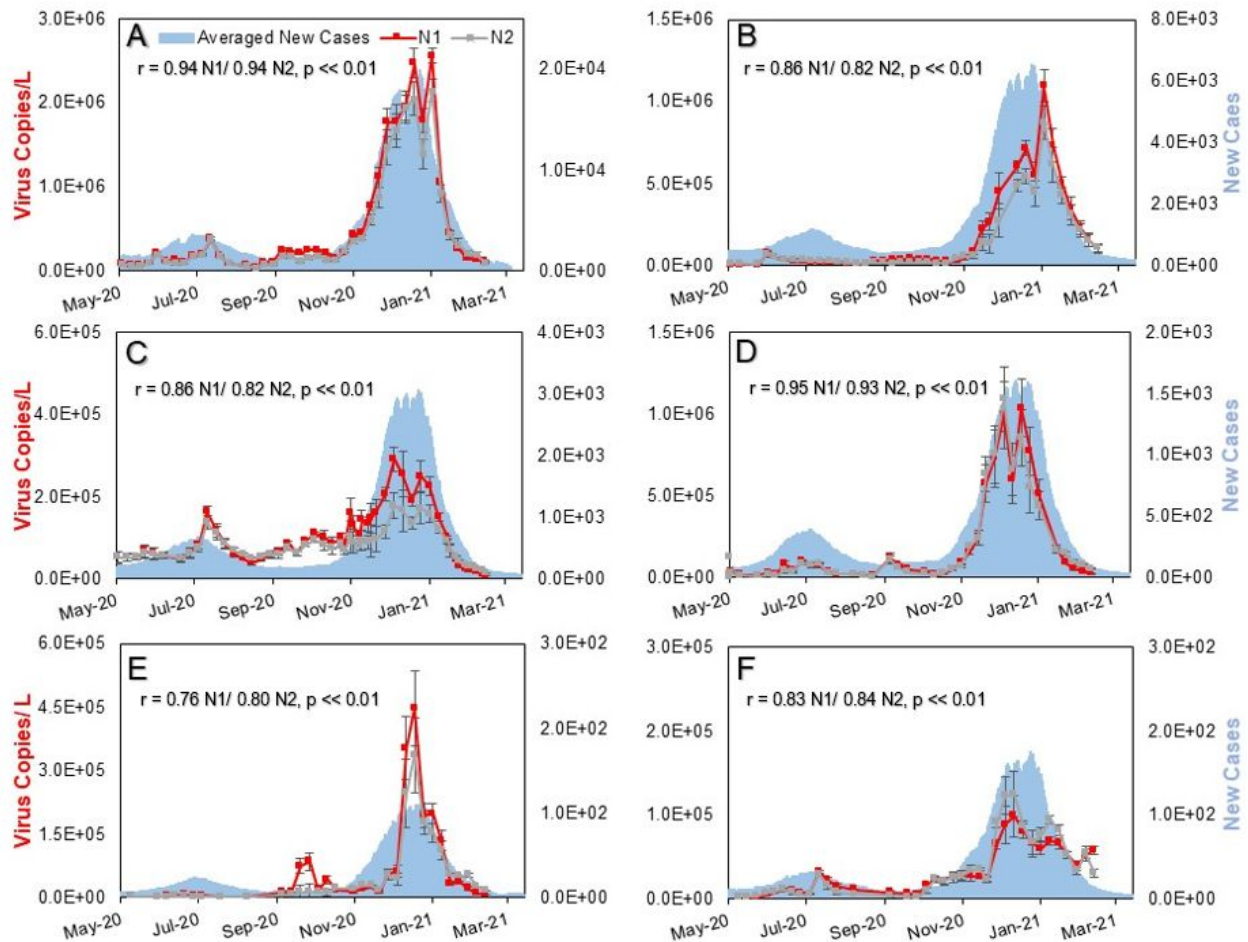 A
Averaged New Cases N1 N2
r = 0.94 N1/ 0.94 N2, p << 0.01
Virus Copies/L
3.0E+06
2.0E+06
1.0E+06
0.0E+00
2.0E+04
1.0E+04
0.0E+00
May-20 Jul-20 Sep-20 Nov-20 Jan-21 Mar-21
B
r = 0.86 N1/ 0.82 N2, p << 0.01
1.5E+06
1.0E+06
5.0E+05
0.0E+00
8.0E+03
6.0E+03
4.0E+03
2.0E+03
0.0E+00
New Caes
May-20 Jul-20 Sep-20 Nov-20 Jan-21 Mar-21
C
r = 0.86 N1/ 0.82 N2, p << 0.01
Virus Copies/L
6.0E+05
4.0E+05
2.0E+05
0.0E+00
4.0E+03
3.0E+03
2.0E+03
1.0E+03
0.0E+00
May-20 Jul-20 Sep-20 Nov-20 Jan-21 Mar-21
D
r = 0.95 N1/ 0.93 N2, p << 0.01
1.5E+06
1.0E+06
5.0E+05
0.0E+00
2.0E+03
1.5E+03
1.0E+03
5.0E+02
0.0E+00
New Cases
May-20 Jul-20 Sep-20 Nov-20 Jan-21 Mar-21
E
r = 0.76 N1/ 0.80 N2, p << 0.01
Virus Copies/ L
6.0E+05
4.5E+05
3.0E+05
1.5E+05
0.0E+00
3.0E+02
2.0E+02
1.0E+02
0.0E+00
May-20 Jul-20 Sep-20 Nov-20 Jan-21 Mar-21
F
r = 0.83 N1/ 0.84 N2, p << 0.01
3.0E+05
2.0E+05
1.0E+05
0.0E+00
3.0E+02
2.0E+02
1.0E+02
0.0E+00
New Cases
May-20 Jul-20 Sep-20 Nov-20 Jan-21 Mar-21